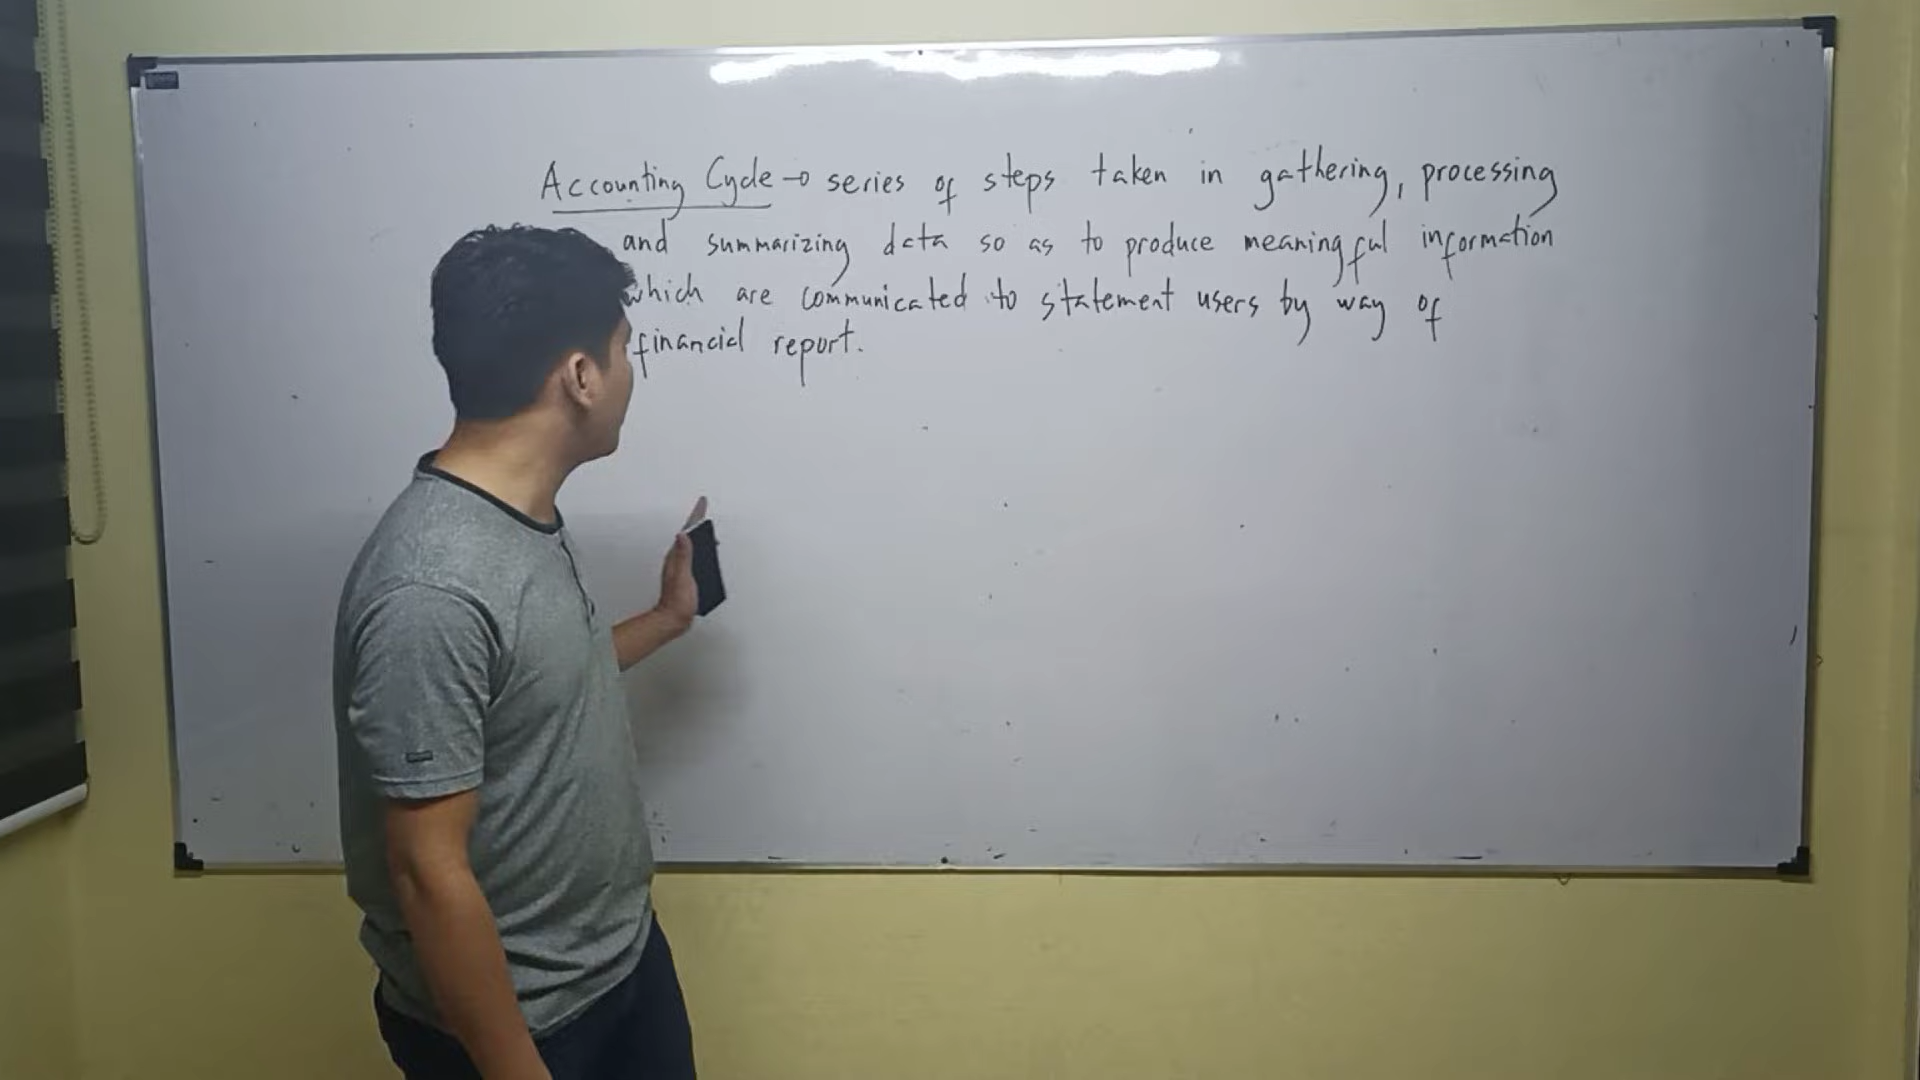 Accounting Cycle → series of steps taken in gathering, processing
and summarizing data so as to produce meaningful information
which are communicated to statement users by way of
financial report.